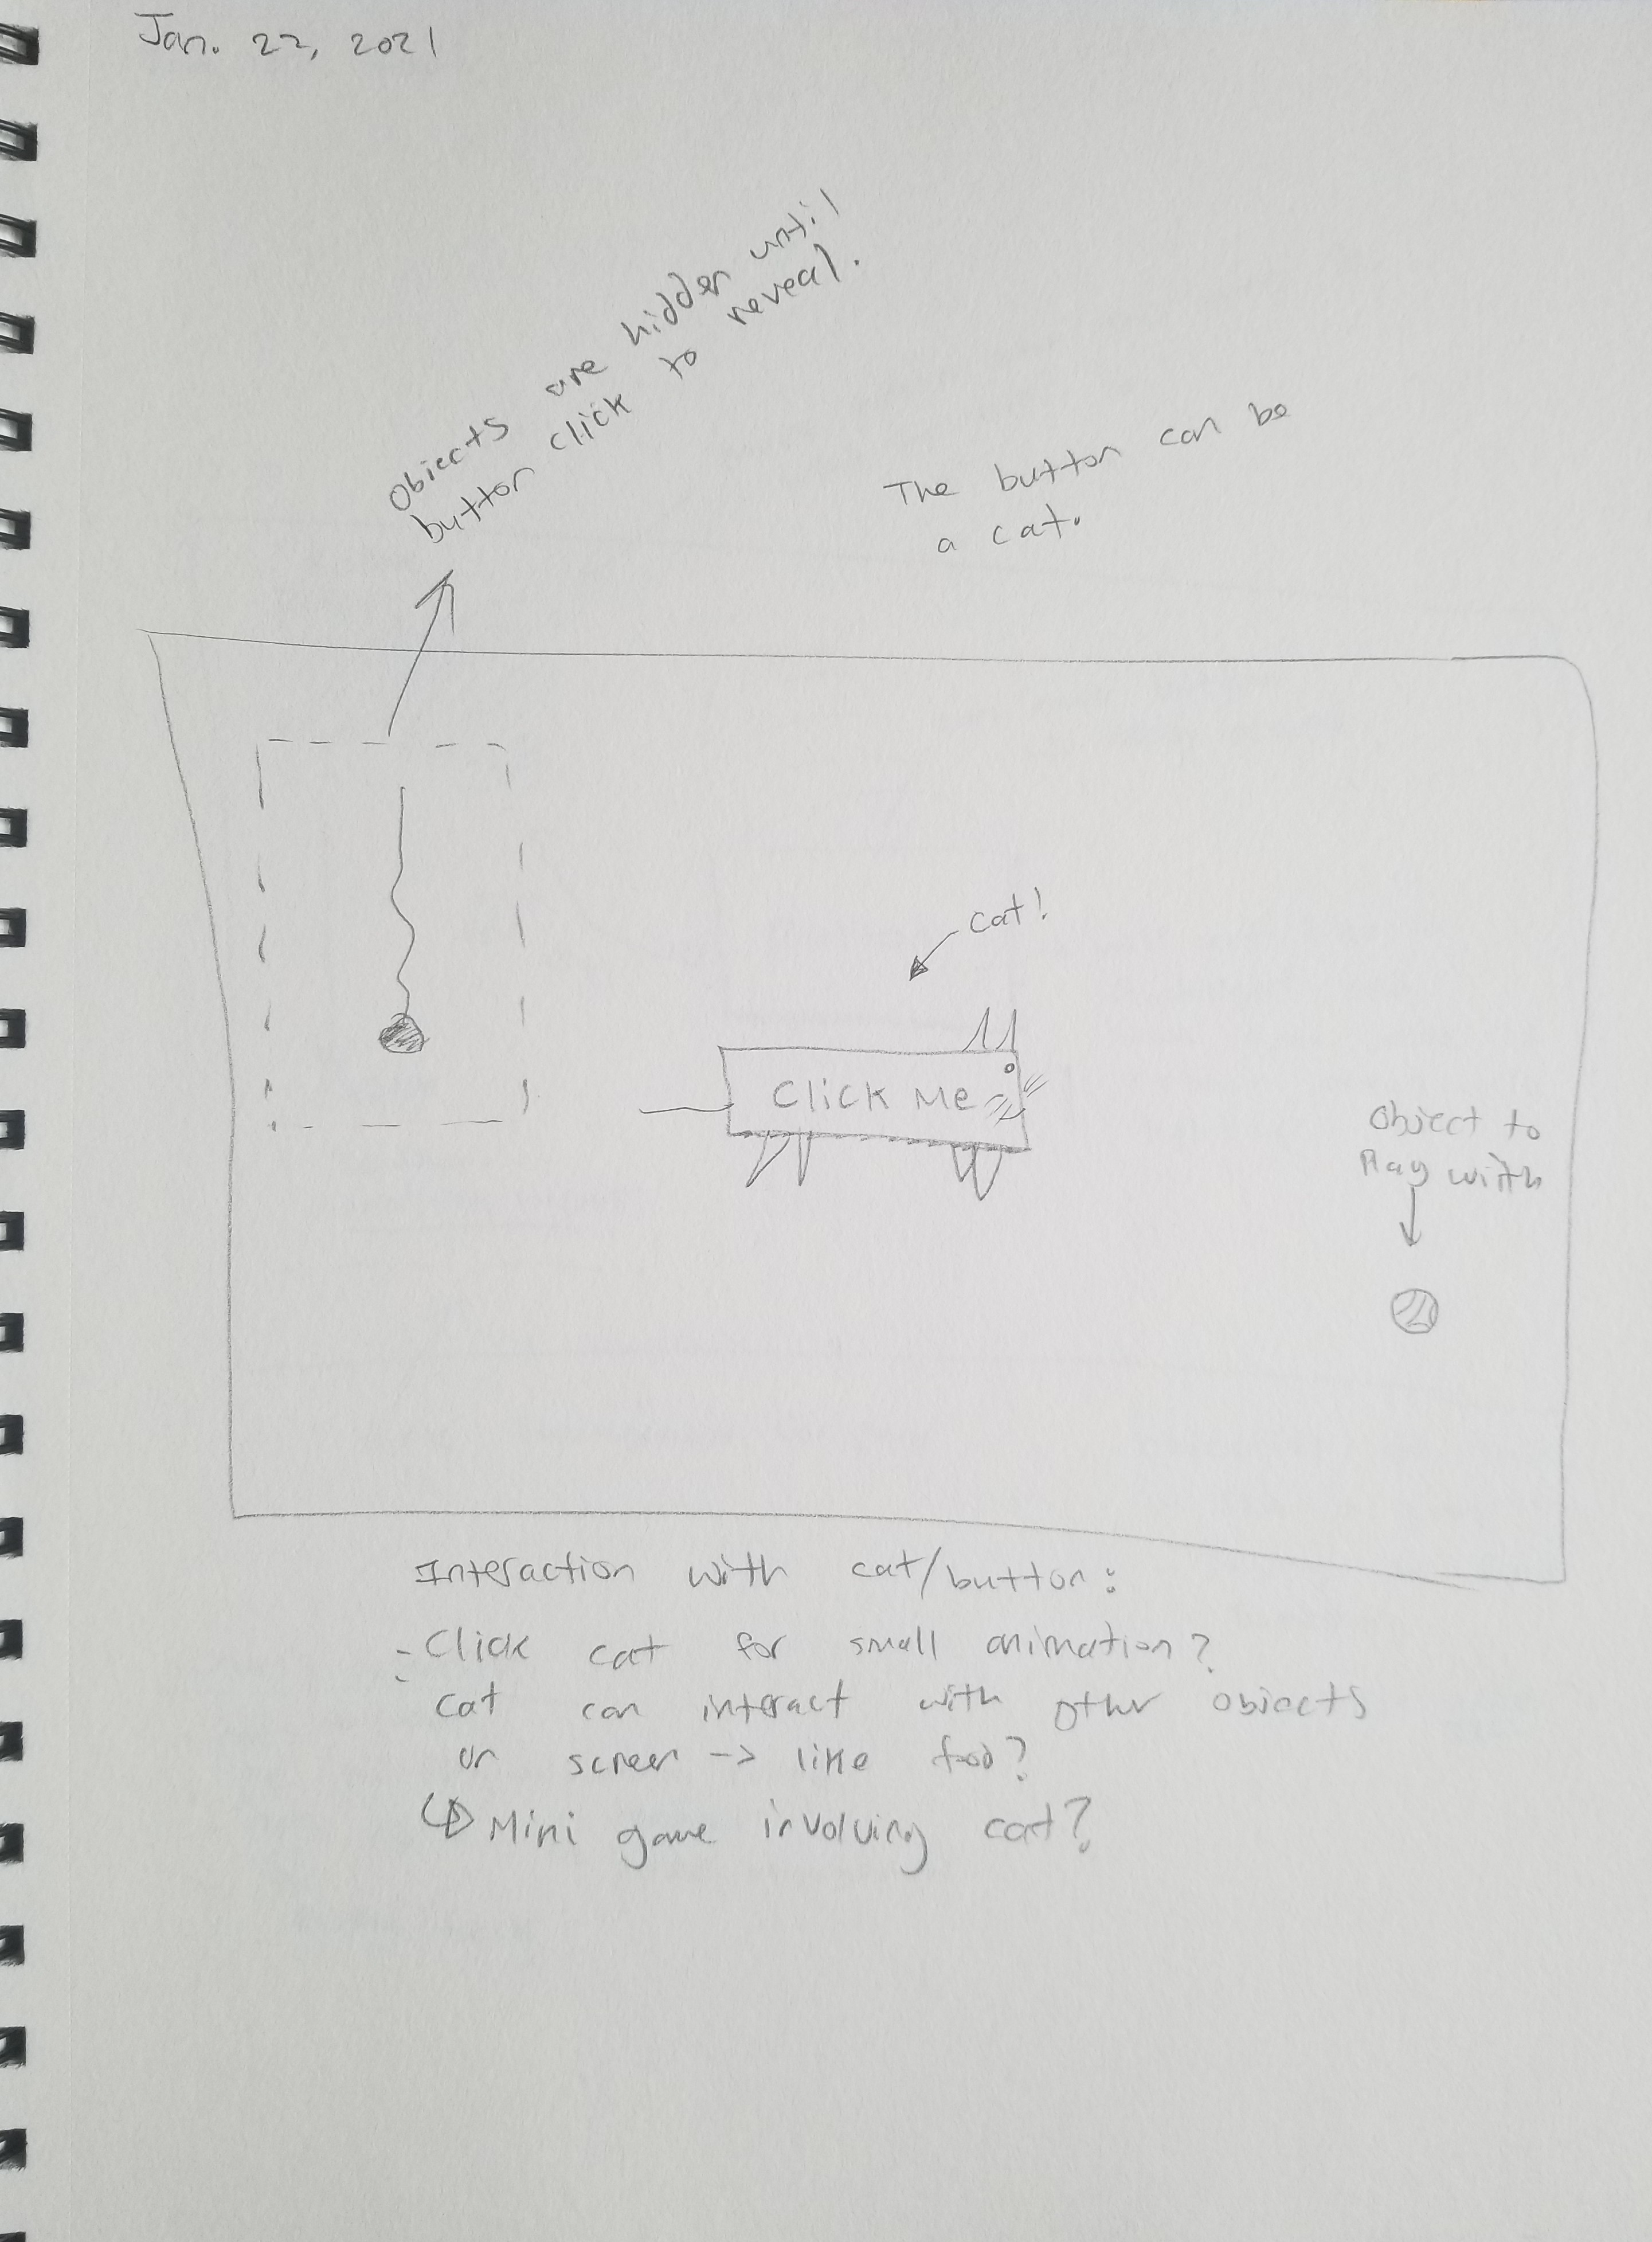 Jan. 22, 2021
Objects are hidden until
button click to reveal.
The button can be
a cat.
cat!
Click Me
Object to
Play with
Interaction with cat/button:
- Click cat for small animation?
- cat can interact with other objects
on screen -> like food?
↳ Mini game involving cat?